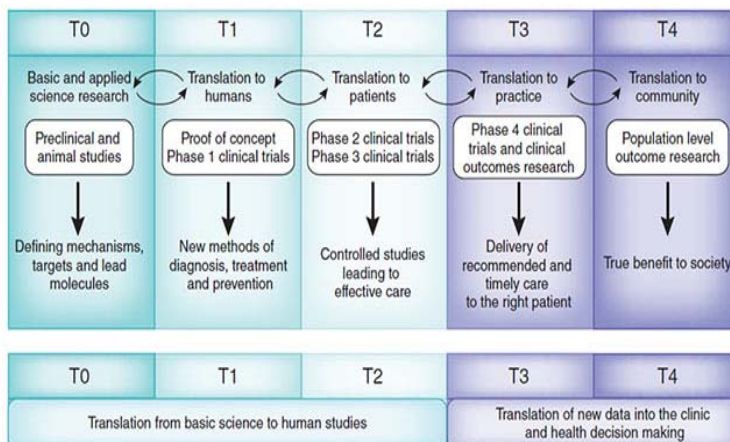 T0
T1
T2
T3
T4
Basic and applied
science research
Translation to
humans
Translation to
patients
Translation to
practice
Translation to
community
Preclinical and
animal studies
Proof of concept
Phase 1 clinical trials
Phase 2 clinical trials
Phase 3 clinical trials
Phase 4 clinical
trials and clinical
outcomes research
Population level
outcome research
Defining mechanisms,
targets and lead
molecules
New methods of
diagnosis, treatment
and prevention
Controlled studies
leading to
effective care
Delivery of
recommended and
timely care
to the right patient
True benefit to society
T0
T1
T2
T3
T4
Translation from basic science to human studies
Translation of new data into the clinic
and health decision making